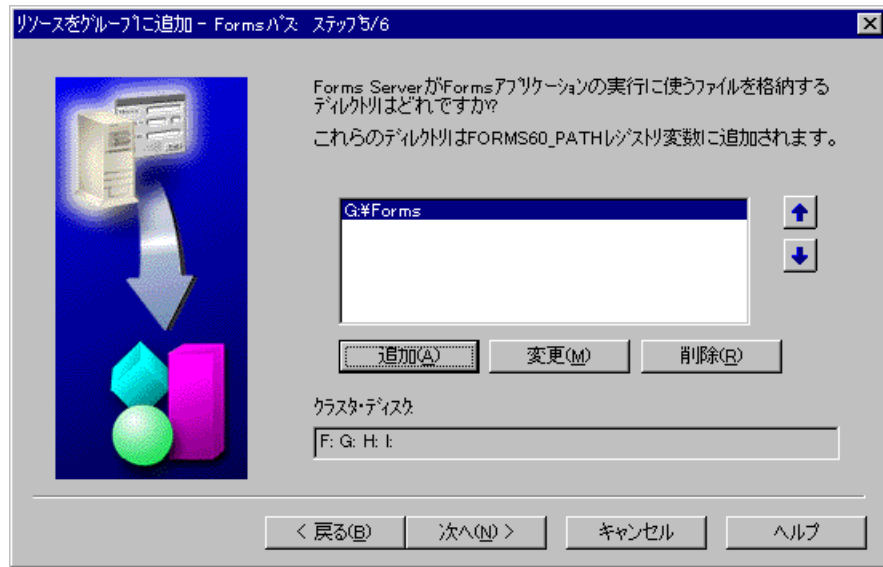 リソースをグループに追加 - Formsパス: ステップ5/6
Forms ServerがFormsアプリケーションの実行に使うファイルを格納する
ディレクトリはどれですか?
これらのディレクトリはFORMS60_PATHレジストリ変数に追加されます。
G:¥Forms
追加(A)
変更(M)
削除(R)
クラスタ・ディスク:
F: G: H: I:
< 戻る(B)
次へ(N) >
キャンセル
ヘルプ